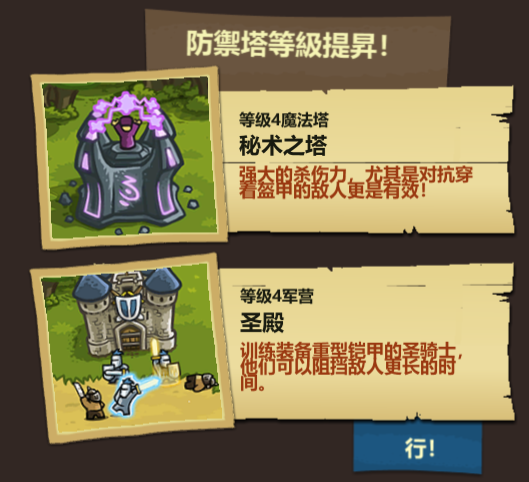 防禦塔等級提昇!
等级4魔法塔
秘术之塔
强大的杀伤力，尤其是对抗穿
着盔甲的敌人更是有效!
等级4军营
圣殿
训练装备重型铠甲的圣骑士，
他们可以阻挡敌人更长的时
间。
行!